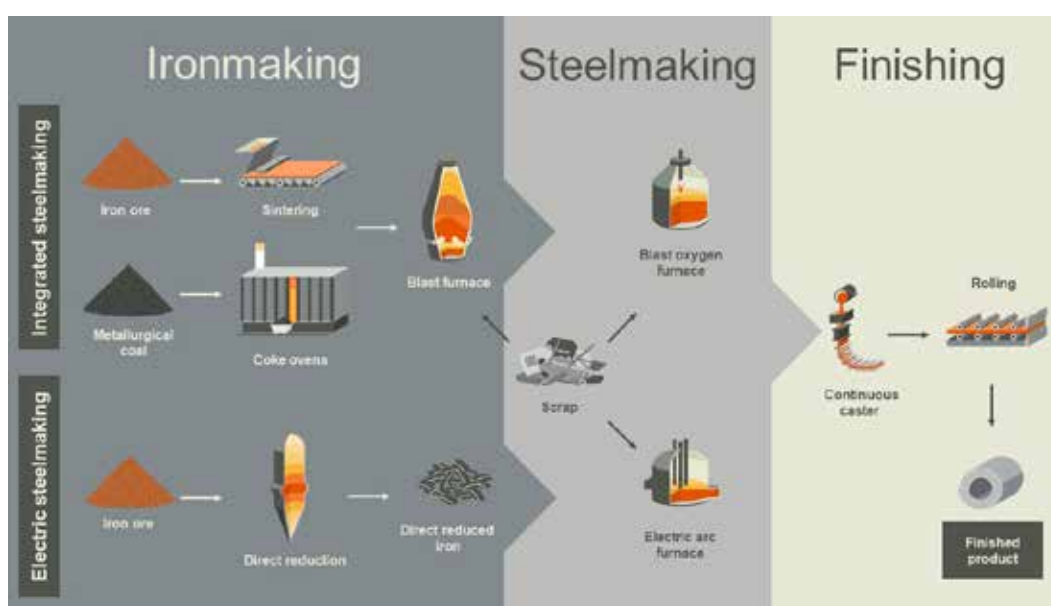 Ironmaking
Steelmaking
Finishing
Integrated steelmaking
Iron ore
Sintering
Metallurgical
coal
Coke ovens
Blast furnace
Blast oxygen
furnace
Scrap
Electric steelmaking
Iron ore
Direct reduction
Direct reduced
iron
Electric arc
furnace
Continuous
caster
Rolling
Finished
product